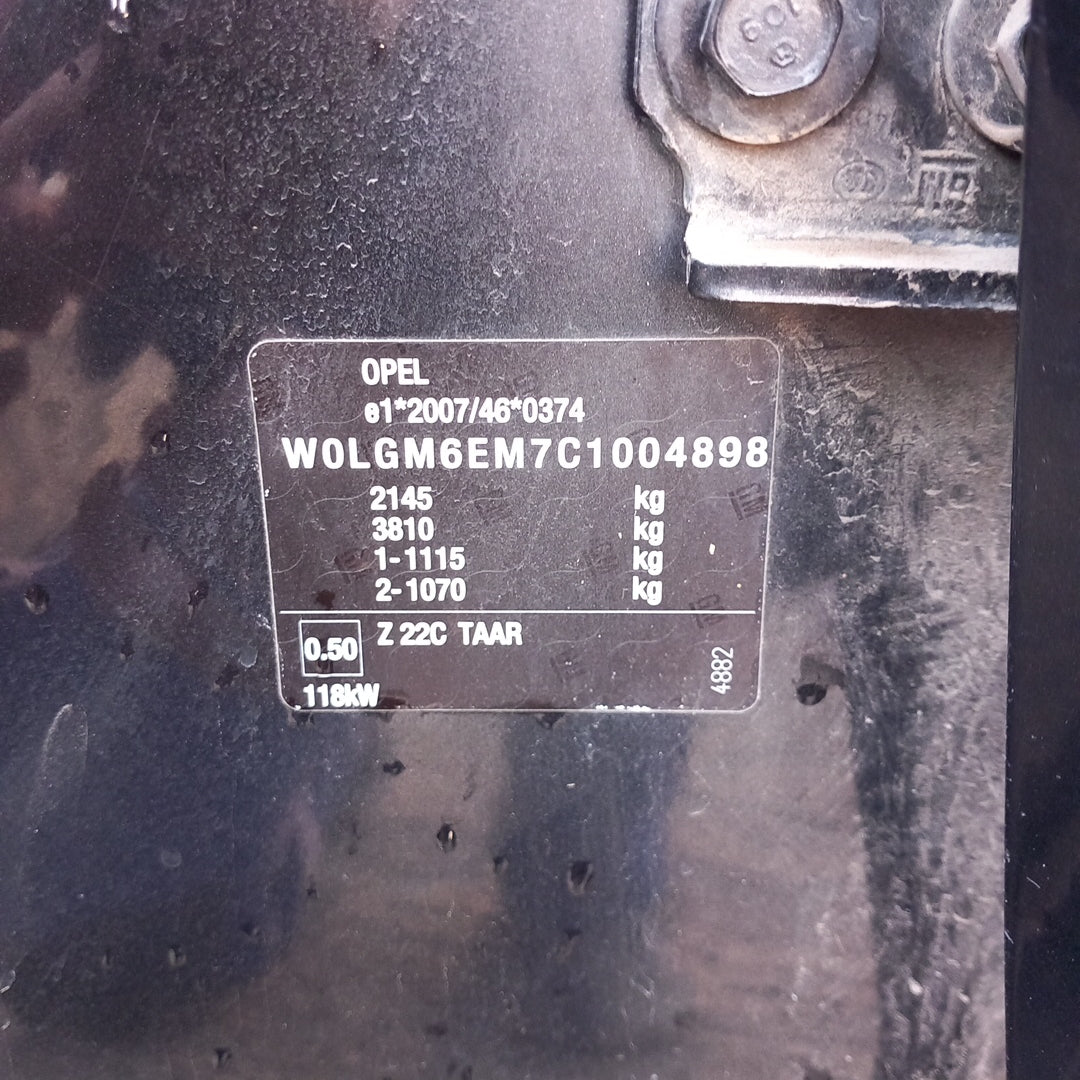 OPEL
e1*2007/46*0374
W0LGM6EM7C1004898
2145 kg
3810 kg
1-1115 kg
2-1070 kg
0.50 Z 22C TAAR
118kW
4882